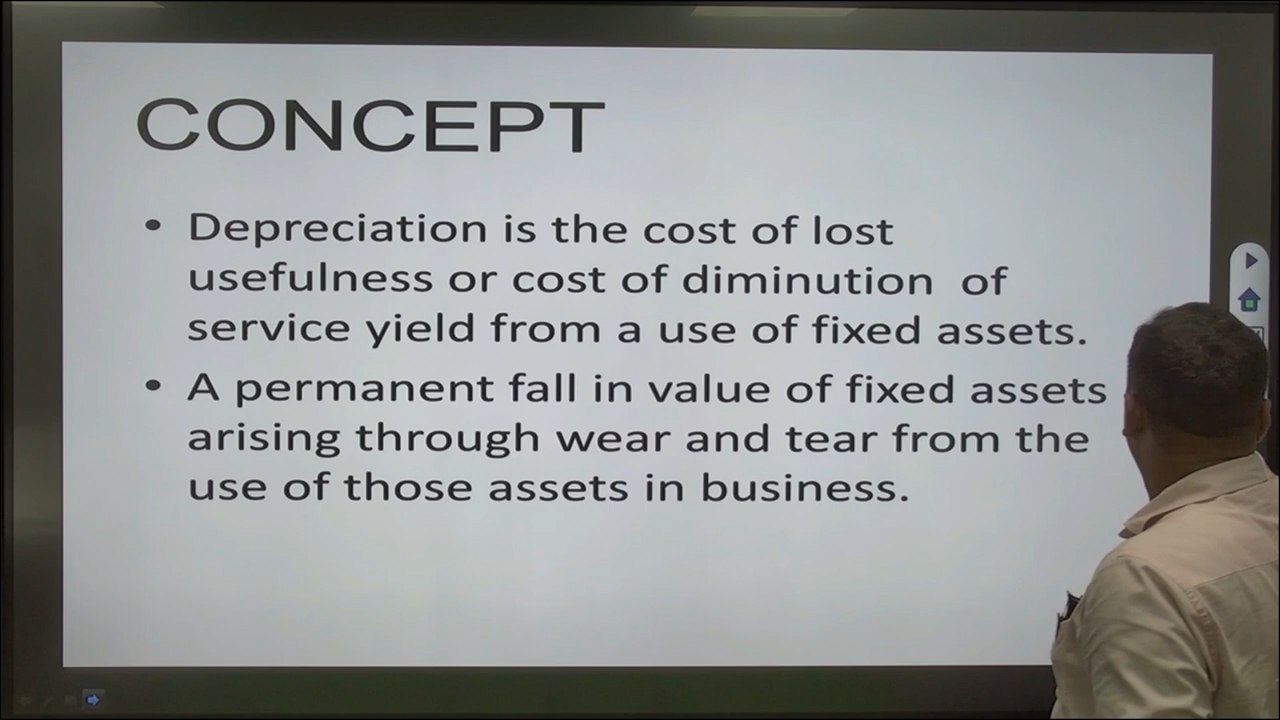 CONCEPT
• Depreciation is the cost of lost
usefulness or cost of diminution of
service yield from a use of fixed assets.
• A permanent fall in value of fixed assets
arising through wear and tear from the
use of those assets in business.